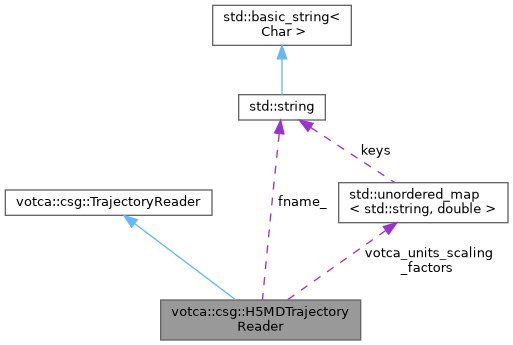 std::basic_string<
Char >
std::string
keys
votca::csg::TrajectoryReader
fname_
std::unordered_map
< std::string, double >
votca_units_scaling
_factors
votca::csg::H5MDTrajectory
Reader